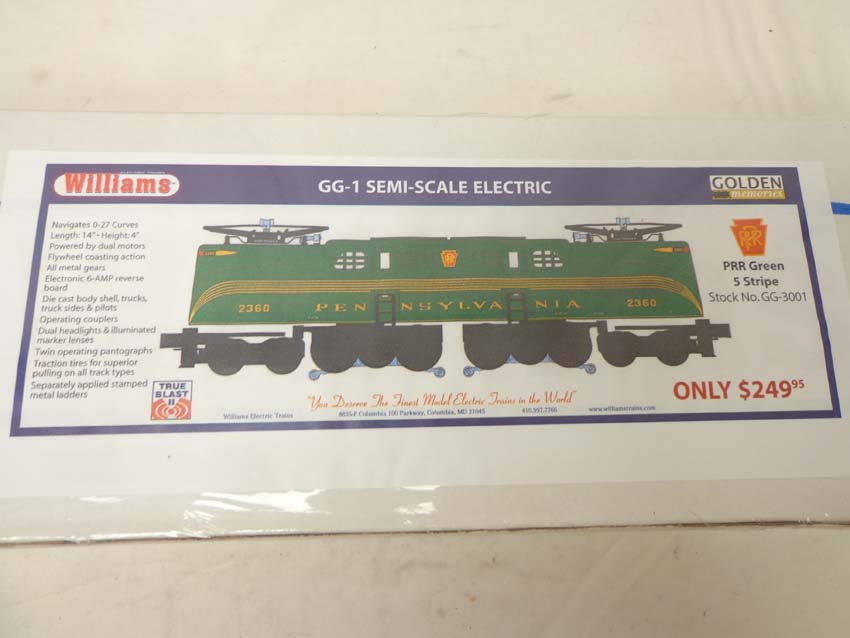 Williams
GG-1 SEMI-SCALE ELECTRIC
GOLDEN
memories
Navigates 0-27 Curves
Length: 14" • Height: 4"
Powered by dual motors
Flywheel coasting action
All metal gears
Electronic 6-AMP reverse
board
Die cast body shell, trucks,
truck sides & pilots
Operating couplers
Dual headlights & illuminated
marker lenses
Twin operating pantographs
Traction tires for superior
pulling on all track types
Separately applied stamped
metal ladders
TRUE
BLAST
II
2360
PENNSYLVANIA
2360
PRR
PRR Green
5 Stripe
Stock No. GG-3001
ONLY $249.95
"You Deserve The Finest Model Electric Trains in the World"
Williams Electric Trains
8835-F Columbia 100 Parkway, Columbia, MD 21045
410.997.7766
www.williamstrains.com